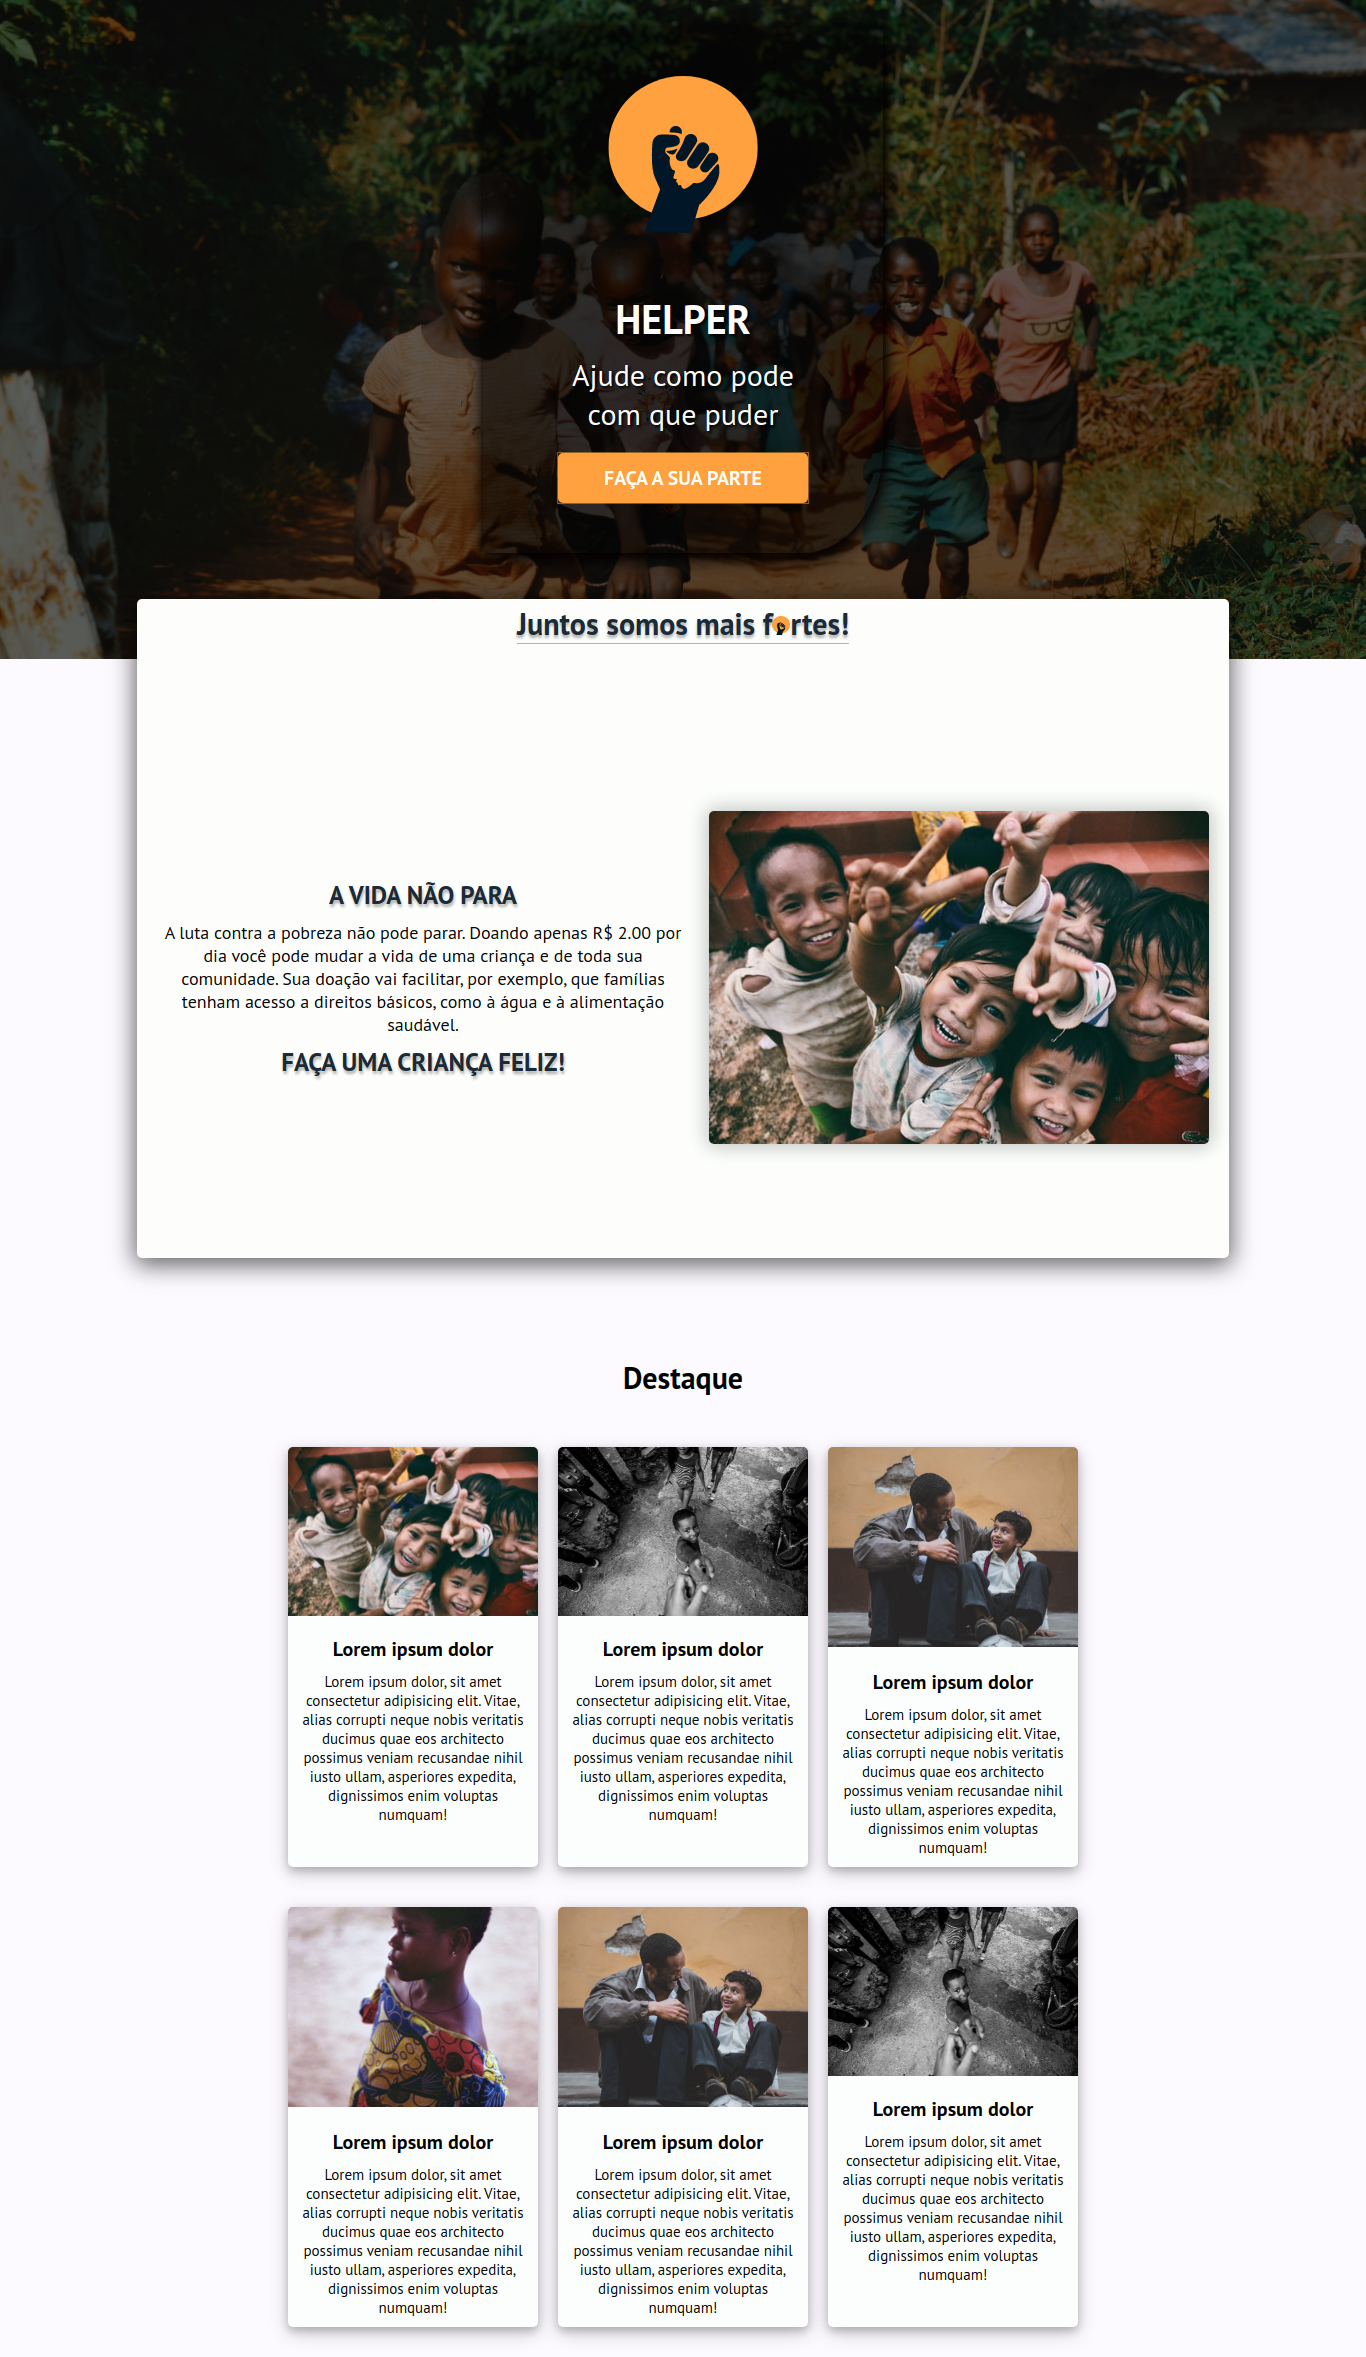 HELPER
Ajude como pode
com que puder
FAÇA A SUA PARTE
Juntos somos mais fortes!
A VIDA NÃO PARA
A luta contra a pobreza não pode parar. Doando apenas R$ 2.00 por
dia você pode mudar a vida de uma criança e de toda sua
comunidade. Sua doação vai facilitar, por exemplo, que famílias
tenham acesso a direitos básicos, como à água e à alimentação
saudável.
FAÇA UMA CRIANÇA FELIZ!
Destaque
Lorem ipsum dolor
Lorem ipsum dolor, sit amet
consectetur adipisicing elit. Vitae,
alias corrupti neque nobis veritatis
ducimus quae eos architecto
possimus veniam recusandae nihil
iusto ullam, asperiores expedita,
dignissimos enim voluptas
numquam!
Lorem ipsum dolor
Lorem ipsum dolor, sit amet
consectetur adipisicing elit. Vitae,
alias corrupti neque nobis veritatis
ducimus quae eos architecto
possimus veniam recusandae nihil
iusto ullam, asperiores expedita,
dignissimos enim voluptas
numquam!
Lorem ipsum dolor
Lorem ipsum dolor, sit amet
consectetur adipisicing elit. Vitae,
alias corrupti neque nobis veritatis
ducimus quae eos architecto
possimus veniam recusandae nihil
iusto ullam, asperiores expedita,
dignissimos enim voluptas
numquam!
Lorem ipsum dolor
Lorem ipsum dolor, sit amet
consectetur adipisicing elit. Vitae,
alias corrupti neque nobis veritatis
ducimus quae eos architecto
possimus veniam recusandae nihil
iusto ullam, asperiores expedita,
dignissimos enim voluptas
numquam!
Lorem ipsum dolor
Lorem ipsum dolor, sit amet
consectetur adipisicing elit. Vitae,
alias corrupti neque nobis veritatis
ducimus quae eos architecto
possimus veniam recusandae nihil
iusto ullam, asperiores expedita,
dignissimos enim voluptas
numquam!
Lorem ipsum dolor
Lorem ipsum dolor, sit amet
consectetur adipisicing elit. Vitae,
alias corrupti neque nobis veritatis
ducimus quae eos architecto
possimus veniam recusandae nihil
iusto ullam, asperiores expedita,
dignissimos enim voluptas
numquam!